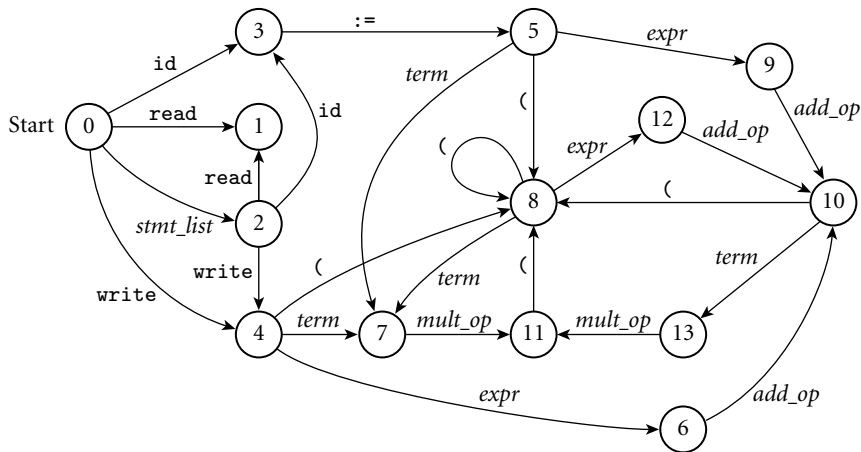 3
:=
5
expr
9
id
term
(
add_op
Start
0
read
1
id
12
add_op
(
expr
read
8
(
10
stmt_list
2
write
(
term
(
term
write
4
term
7
mult_op
11
mult_op
13
expr
6
add_op